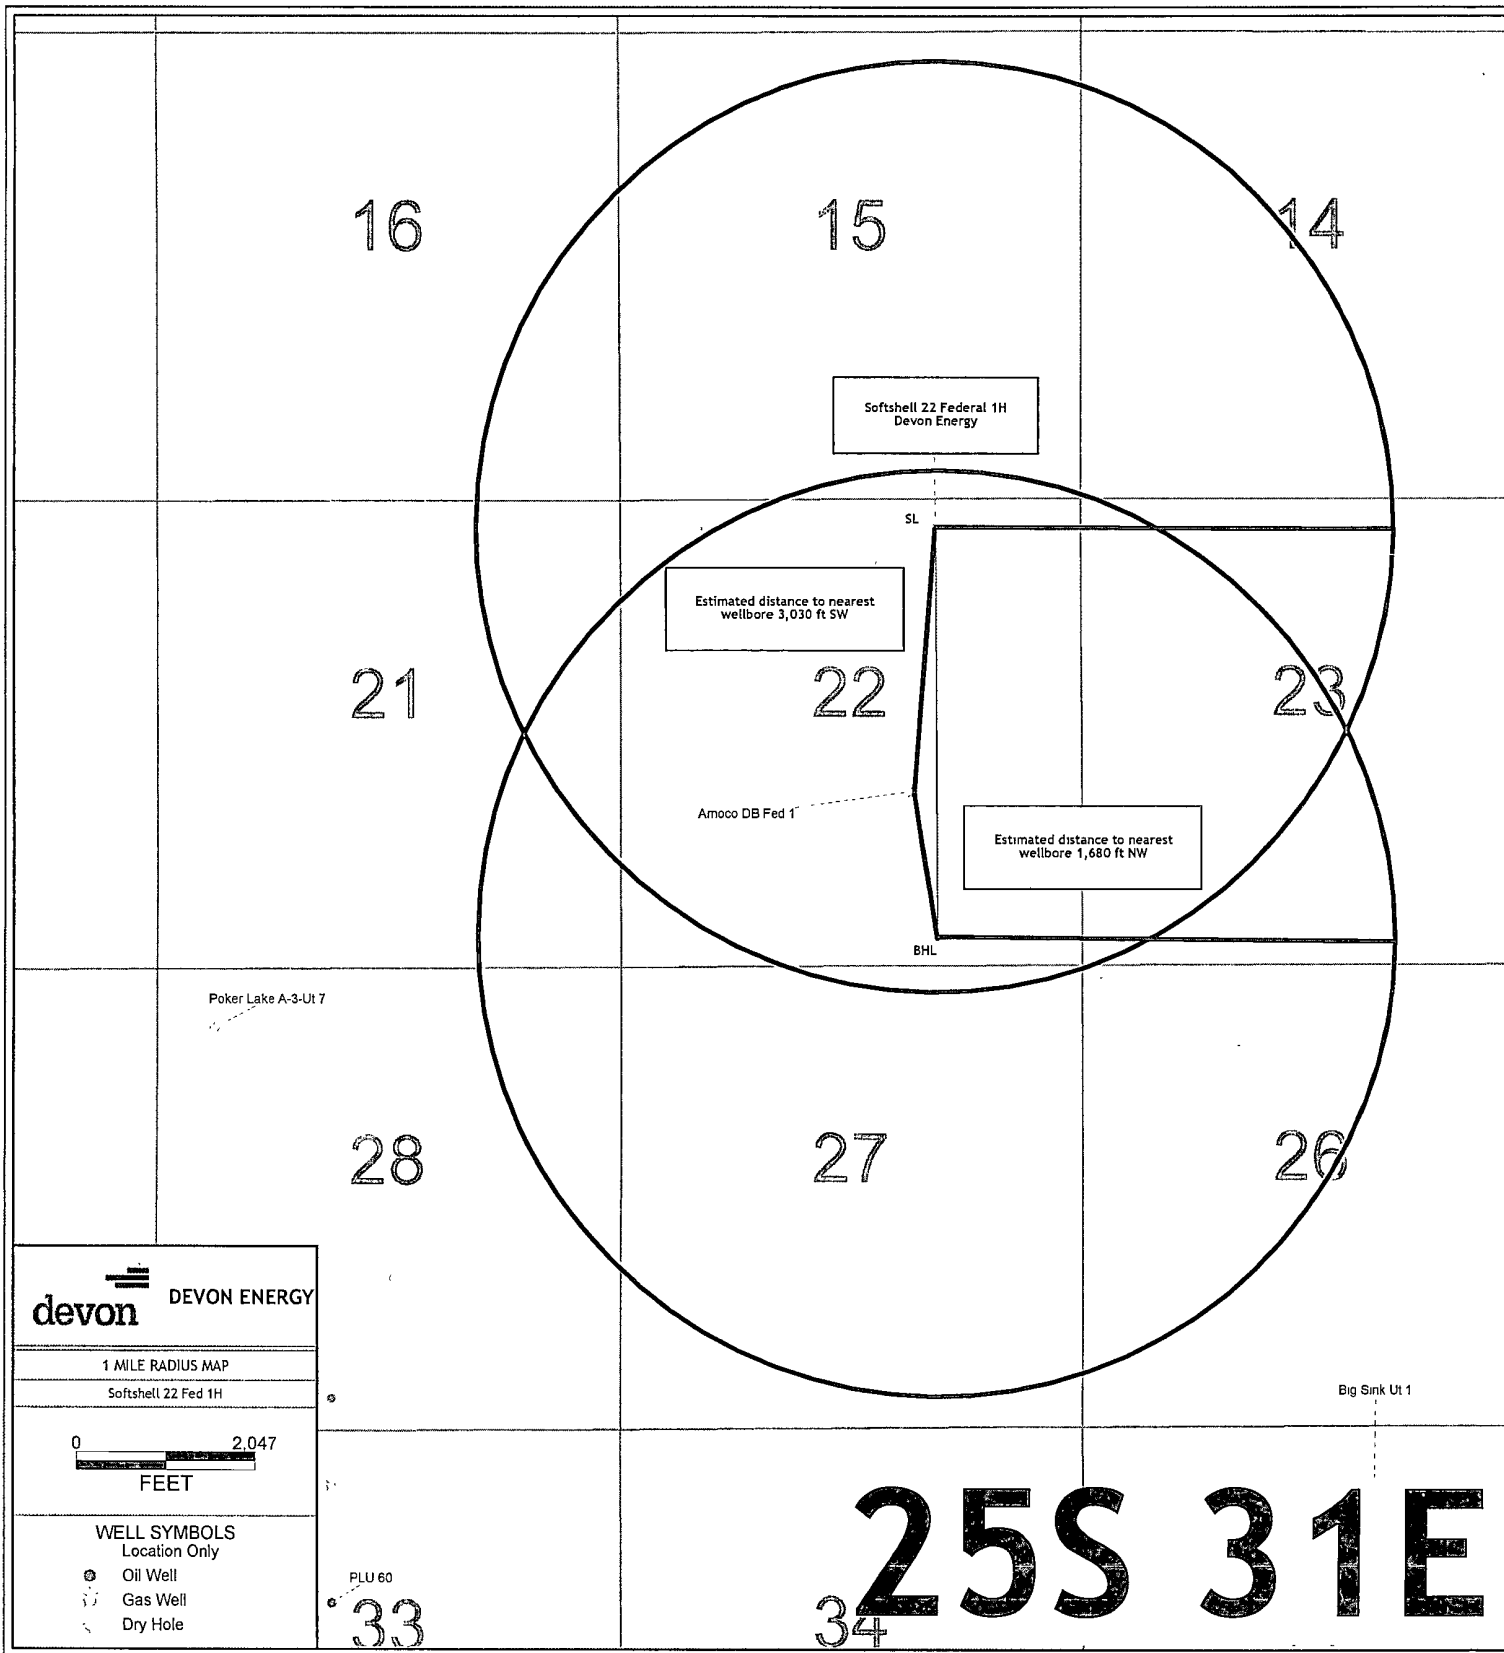 16
15
14
Softshell 22 Federal 1H
Devon Energy
SL
Estimated distance to nearest
wellbore 3,030 ft SW
21
22
23
Amoco DB Fed 1
Estimated distance to nearest
wellbore 1,680 ft NW
BHL
Poker Lake A-3-Ut 7
28
27
26
devon
DEVON ENERGY
1 MILE RADIUS MAP
Softshell 22 Fed 1H
0 2,047
FEET
WELL SYMBOLS
Location Only
Oil Well
Gas Well
Dry Hole
Big Sink Ut 1
25S 31E
PLU 60
33
34